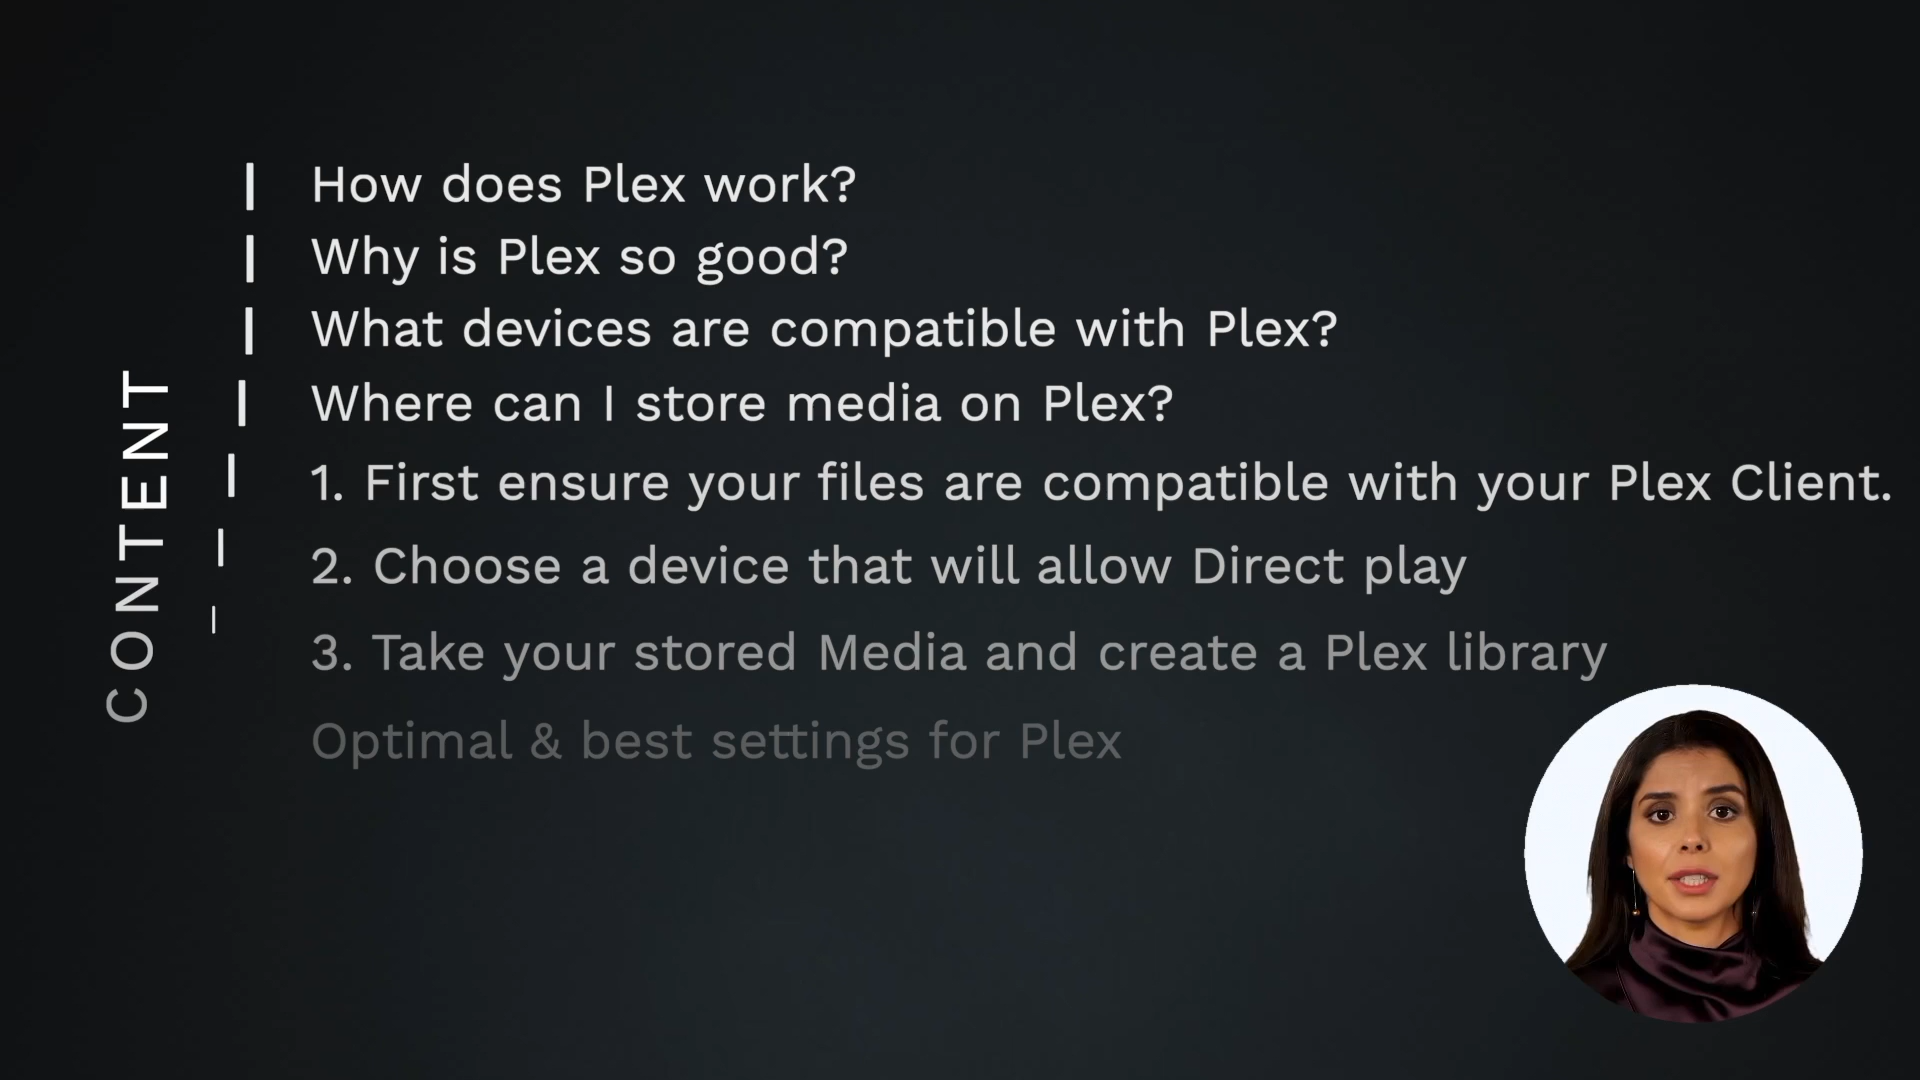 CONTENT
How does Plex work?
Why is Plex so good?
What devices are compatible with Plex?
Where can I store media on Plex?
1. First ensure your files are compatible with your Plex Client.
2. Choose a device that will allow Direct play
3. Take your stored Media and create a Plex library
Optimal & best settings for Plex